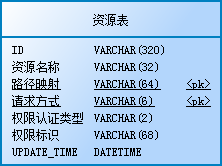 资源表
ID VARCHAR(320)
资源名称 VARCHAR(32)
路径映射 VARCHAR(64) <pk>
请求方式 VARCHAR(6) <pk>
权限认证类型 VARCHAR(2)
权限标识 VARCHAR(68)
UPDATE_TIME DATETIME